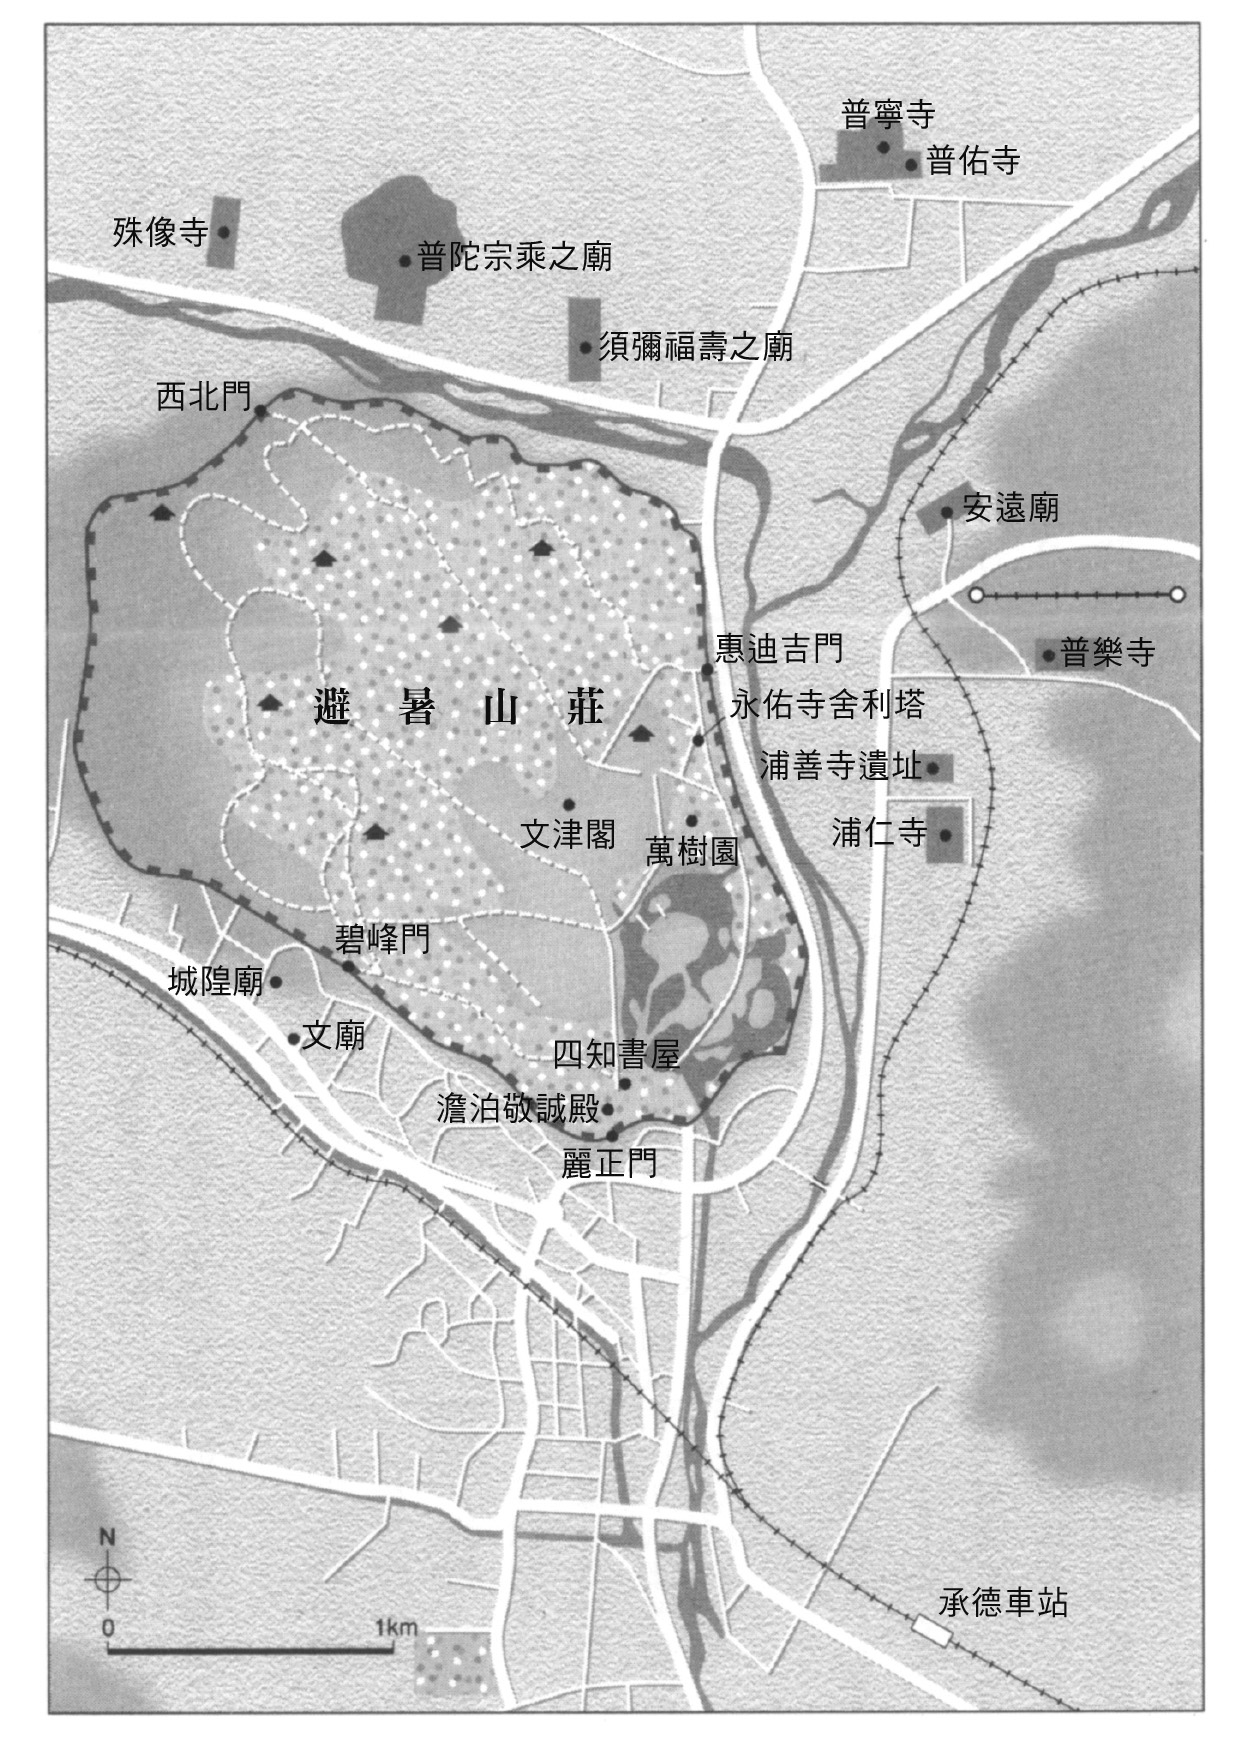 普寧寺
普佑寺
殊像寺
普陀宗乘之廟
須彌福壽之廟
西北門
安遠廟
惠迪吉門
普樂寺
避暑山莊
永佑寺舍利塔
浦善寺遺址
文津閣
萬樹園
浦仁寺
碧峰門
城隍廟
文廟
四知書屋
澹泊敬誠殿
麗正門
N
0
1km
承德車站